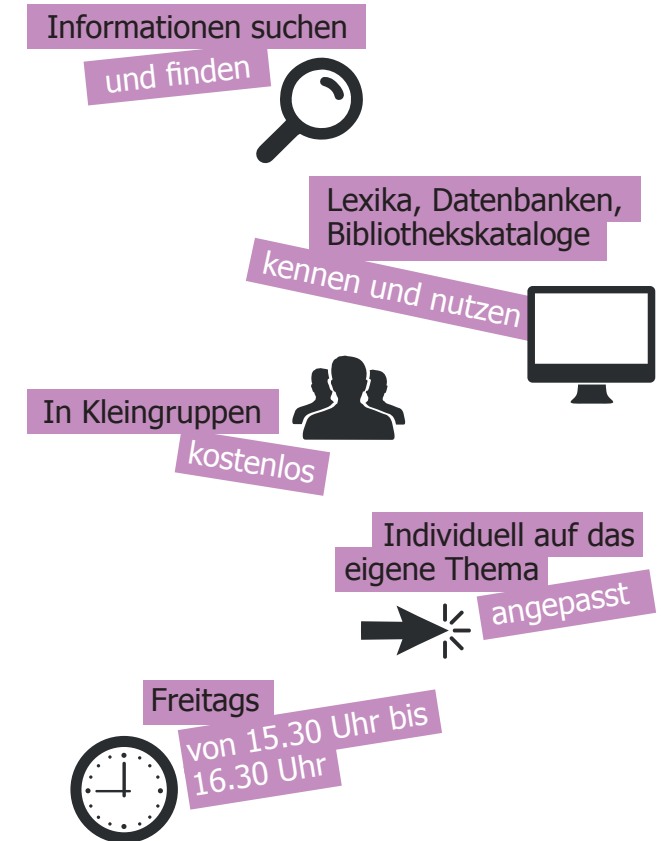 Informationen suchen
und finden
Lexika, Datenbanken,
Bibliothekskataloge
kennen und nutzen
In Kleingruppen
kostenlos
Individuell auf das
eigene Thema
angepasst
Freitags
von 15.30 Uhr bis
16.30 Uhr